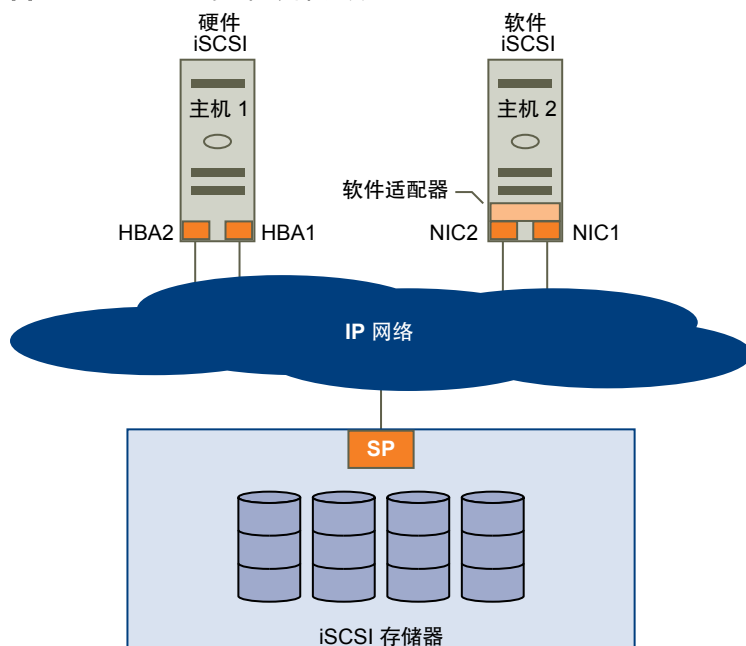 硬件
iSCSI
软件
iSCSI
主机 1
主机 2
软件适配器
HBA2
HBA1
NIC2
NIC1
IP 网络
SP
iSCSI 存储器